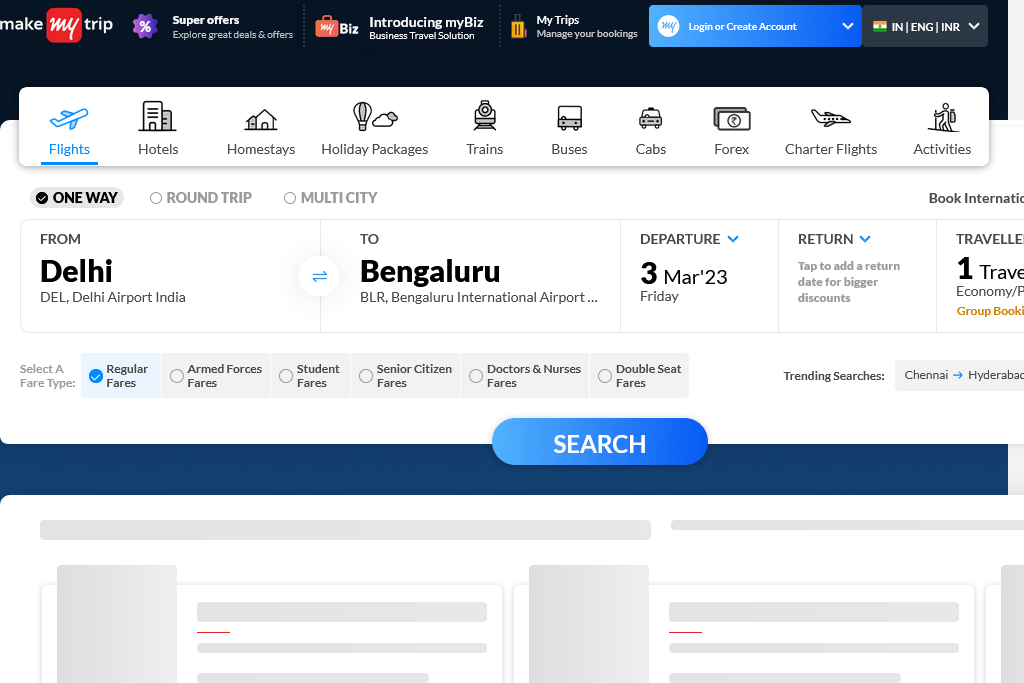 make my trip
Super offers
Explore great deals & offers
my Biz
Introducing myBiz
Business Travel Solution
My Trips
Manage your bookings
my
Login or Create Account
IN | ENG | INR
Flights
Hotels
Homestays
Holiday Packages
Trains
Buses
Cabs
Forex
Charter Flights
Activities
ONE WAY
ROUND TRIP
MULTI CITY
Book Internatio
FROM
Delhi
DEL, Delhi Airport India
TO
Bengaluru
BLR, Bengaluru International Airport ...
DEPARTURE
3 Mar'23
Friday
RETURN
Tap to add a return
date for bigger
discounts
TRAVELLE
1 Trave
Economy/P
Group Booki
Select A
Fare Type:
Regular
Fares
Armed Forces
Fares
Student
Fares
Senior Citizen
Fares
Doctors & Nurses
Fares
Double Seat
Fares
Trending Searches:
Chennai → Hyderabad
SEARCH